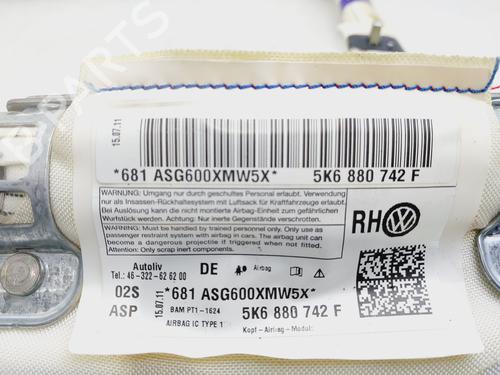 15.07.11
*681 ASG600XMW5X* 5K6 880 742 F
WARNUNG: Umgang nur durch geschultes Personal erlaubt. Verwendung
nur als Insassen-Rückhaltesystem mit Luftsack für Kraftfahrzeuge erlaubt.
Bei Auslösung kann die nicht montierte Airbag-Einheit zum gefährlichen
Wurfstück werden. Achtung: Nur inerte Gegenstände verschrotten.
WARNING: Must be handled by trained personnel only. Only use as
passenger restraint system with airbags in cars. The airbag unit can
become a dangerous projectile if triggered when not fitted.
Attention: Only scrap inert components.
RH
Autoliv
Tel: 46-322-62 62 00
DE
Airbag
02S
ASP
15.07.11
*681 ASG600XMW5X*
BAM PT1-1624
AIRBAG IC TYPE
5K6 880 742 F
Kopf-Airbag-Modul